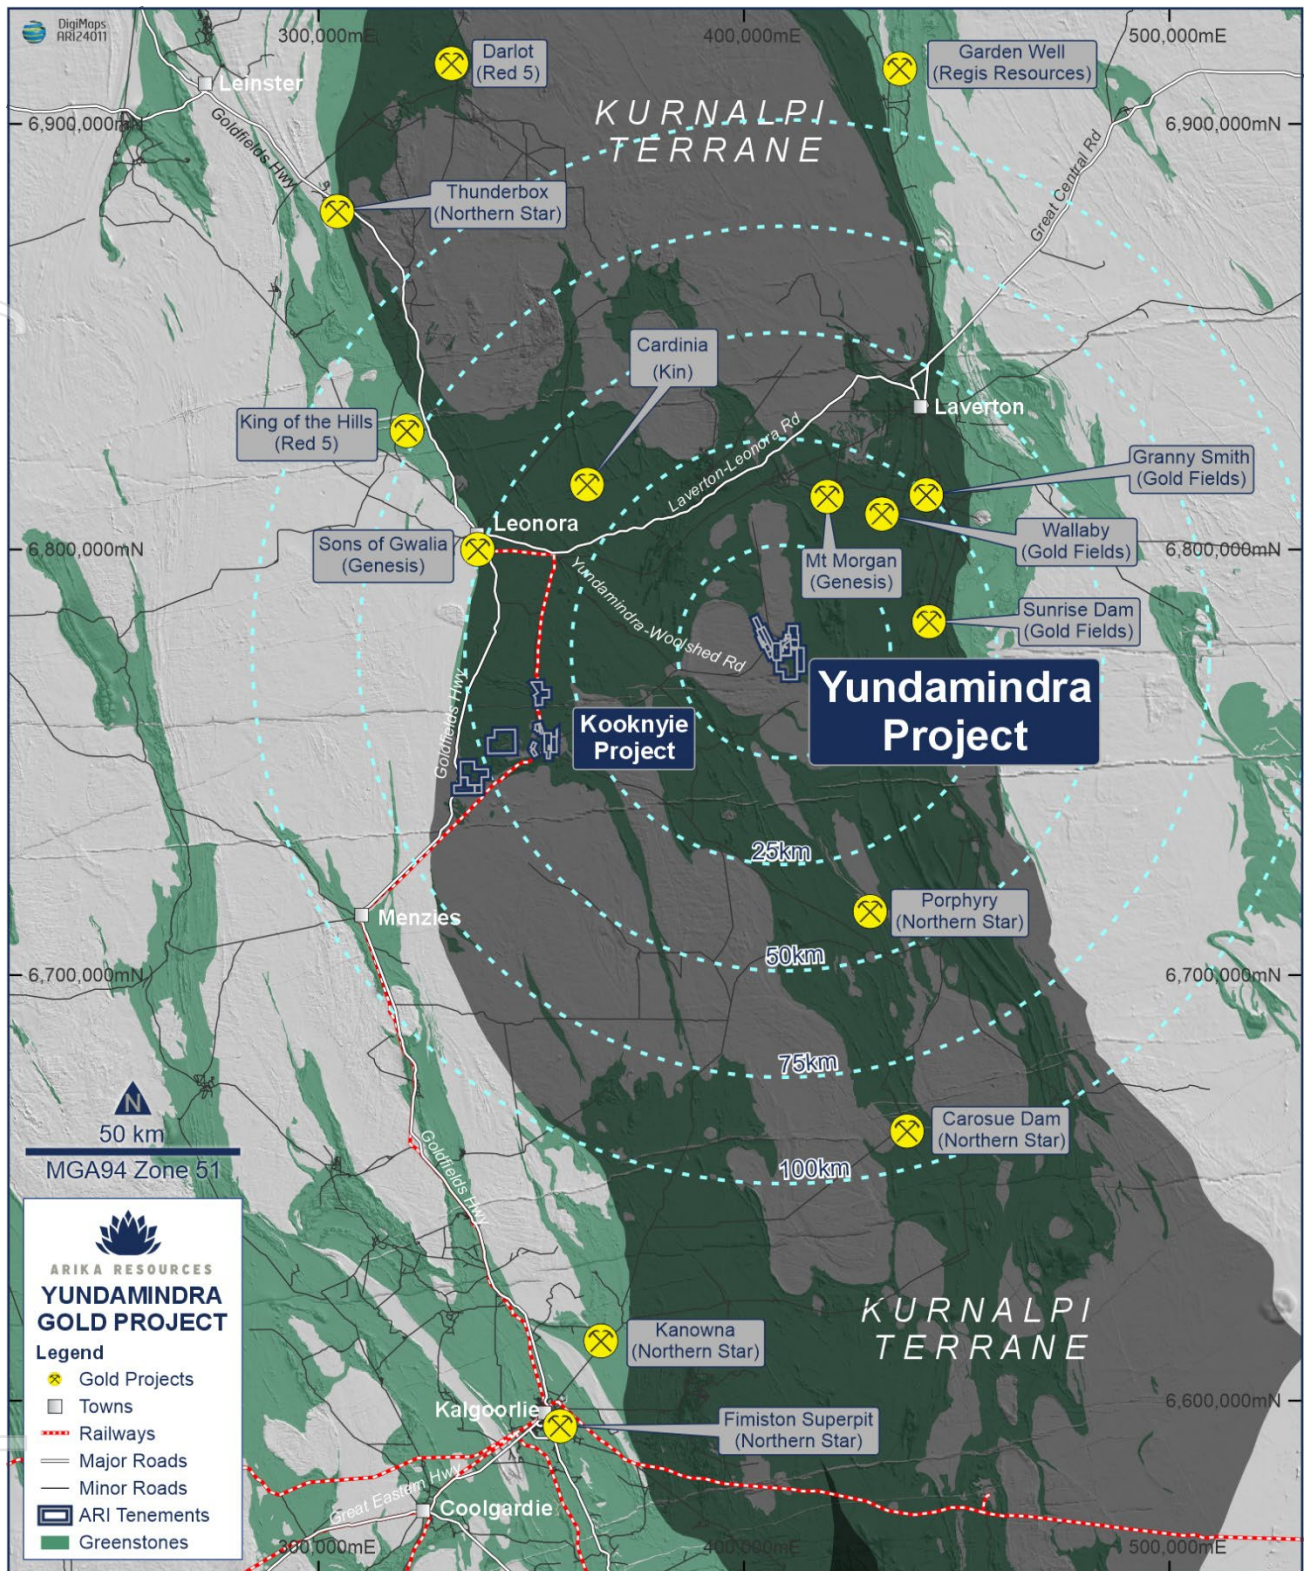 DigiMaps
ARI24011
300,000mE
400,000mE
500,000mE
Darlot
(Red 5)
Garden Well
(Regis Resources)
Leinster
KURNALPI
TERRANE
6,900,000mN
6,900,000mN
Goldfields Hwy
Great Central Rd
Thunderbox
(Northern Star)
Cardinia
(Kin)
Laverton
King of the Hills
(Red 5)
Laverton-Leonora Rd
Granny Smith
(Gold Fields)
Leonora
Wallaby
(Gold Fields)
Sons of Gwalia
(Genesis)
6,800,000mN
6,800,000mN
Mt Morgan
(Genesis)
Yundamindra-Woolshed Rd
Sunrise Dam
(Gold Fields)
Yundamindra
Project
Kooknyie
Project
Goldfields Hwy
25km
Porphyry
(Northern Star)
Menzies
50km
6,700,000mN
6,700,000mN
75km
N
50 km
MGA94 Zone 51
Carosue Dam
(Northern Star)
100km
Goldfields Hwy
ARIKA RESOURCES
YUNDAMINDRA
GOLD PROJECT
Legend
Gold Projects
Towns
Railways
Major Roads
Minor Roads
ARI Tenements
Greenstones
KURNALPI
TERRANE
Kanowna
(Northern Star)
Kalgoorlie
6,600,000mN
Fimiston Superpit
(Northern Star)
Great Eastern Hwy
Coolgardie
300,000mE
400,000mE
500,000mE